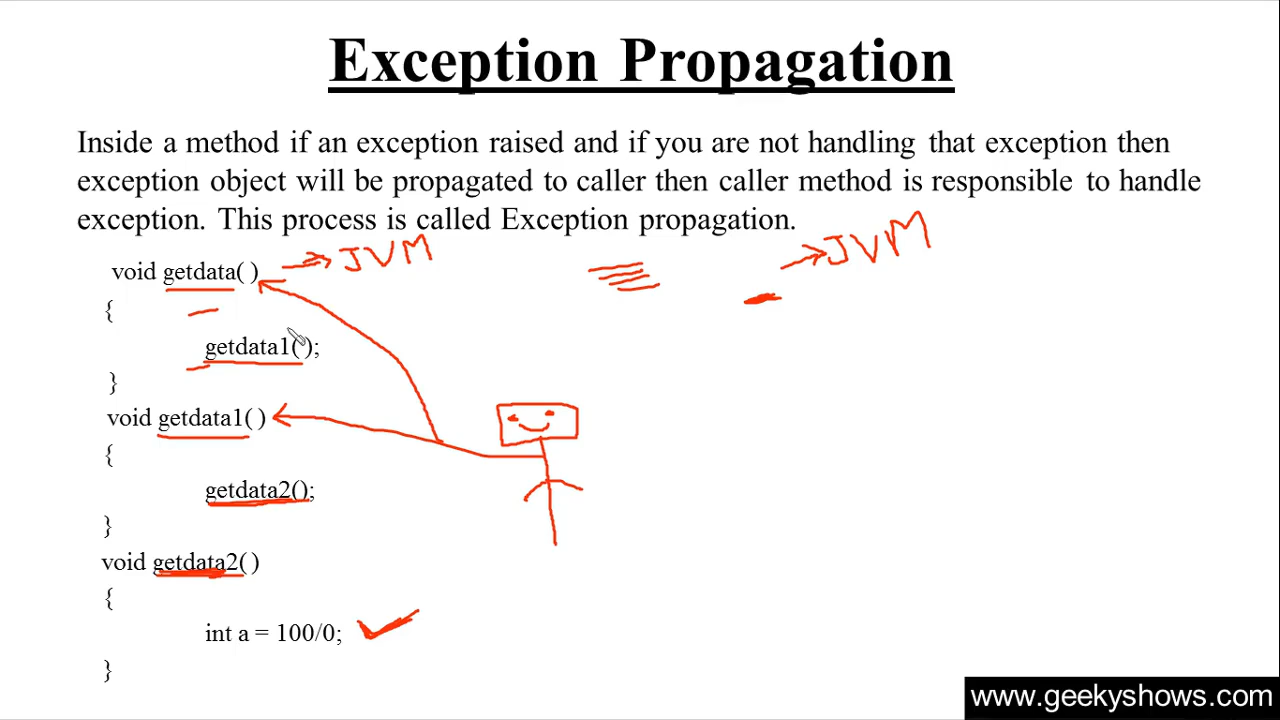 Exception Propagation
Inside a method if an exception raised and if you are not handling that exception then
exception object will be propagated to caller then caller method is responsible to handle
exception. This process is called Exception propagation.
JVM
JVM
void getdata( )
{
getdata1( );
}
void getdata1( )
{
getdata2();
}
void getdata2( )
{
int a = 100/0;
}
www.geekyshows.com